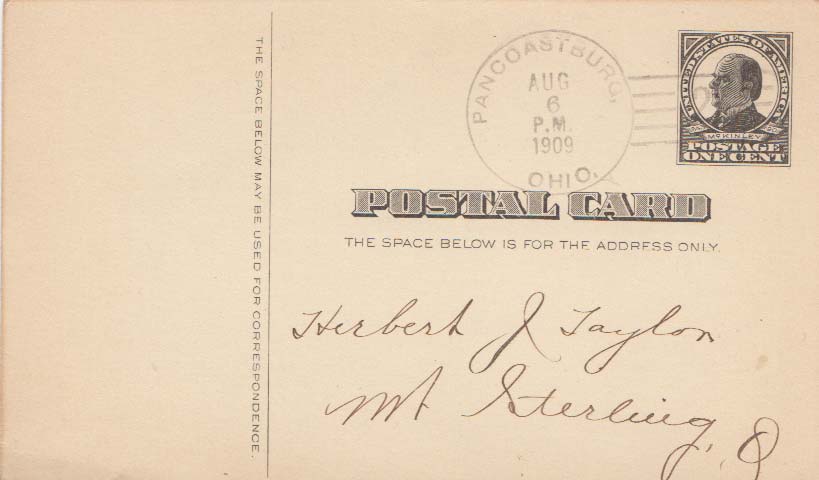 THE SPACE BELOW MAY BE USED FOR CORRESPONDENCE.
PANCOASTBURG,
AUG
6
P.M.
1909
OHIO.
UNITED STATES OF AMERICA
McKINLEY
POSTAGE
ONE CENT
POSTAL CARD
THE SPACE BELOW IS FOR THE ADDRESS ONLY.
Herbert J Taylor
Mt Sterling, O